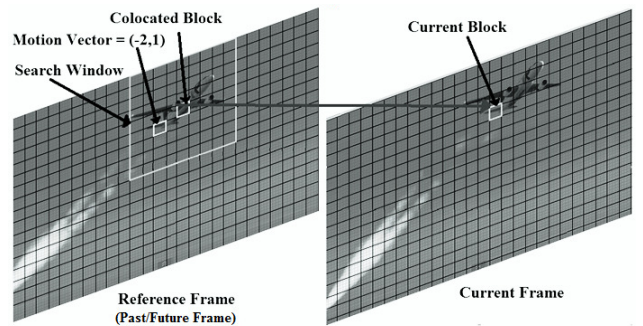 Colocated Block
Motion Vector = (-2,1)
Search Window
Current Block
Reference Frame
(Past/Future Frame)
Current Frame